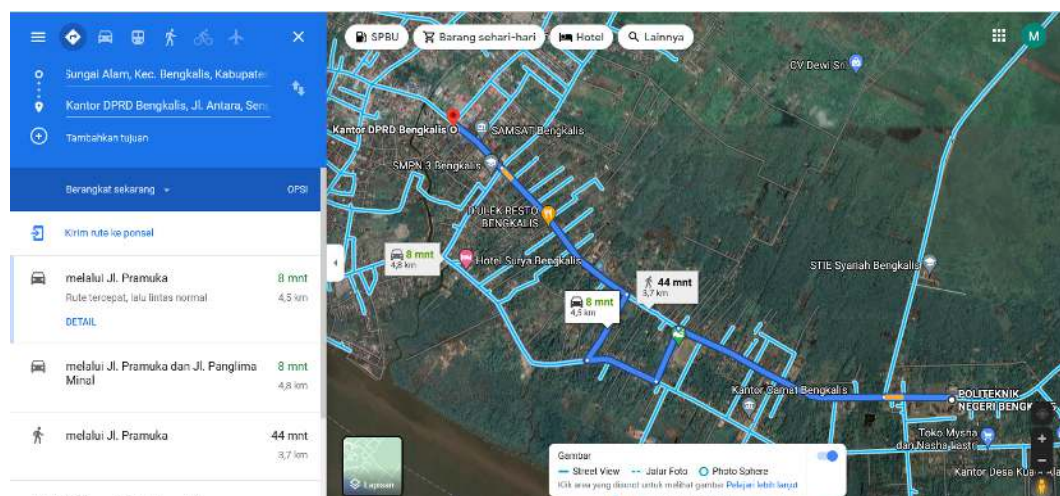 Sungai Alam, Kec. Bengkalis, Kabupate
Kantor DPRD Bengkalis, Jl. Antara, Sen
Tambahkan tujuan
Berangkat sekarang
OPSI
Kirim rute ke ponsel
melalui Jl. Pramuka
8 mnt
Rute tercepat, lalu lintas normal
4,5 km
DETAIL
melalui Jl. Pramuka dan Jl. Panglima
8 mnt
Minal
4,8 km
melalui Jl. Pramuka
44 mnt
3,7 km
SPBU
Barang sehari-hari
Hotel
Lainnya
M
CV Dewi Sri
Kantor DPRD Bengkalis
SAMSAT Bengkalis
SMPN 3 Bengkalis
D'ULEK RESTO
BENGKALIS
8 mnt
4,8 km
Hotel Surya Bengkalis
STIE Syariah Bengkalis
44 mnt
3,7 km
8 mnt
4,5 km
Kantor Camat Bengkalis
POLITEKNIK
NEGERI BENGK
Toko Mysha
dan Nasha
Kantor Desa
Lapisan
Gambar
Street View
Jalur Foto
Photo Sphere
Klik area yang disorot untuk melihat gambar Pelajari lebih lanjut